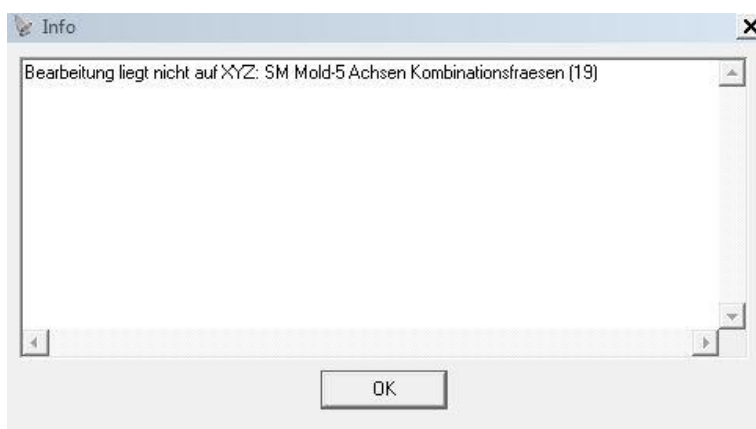 Info
Bearbeitung liegt nicht auf XYZ: SM Mold-5 Achsen Kombinationsfraesen (19)
OK